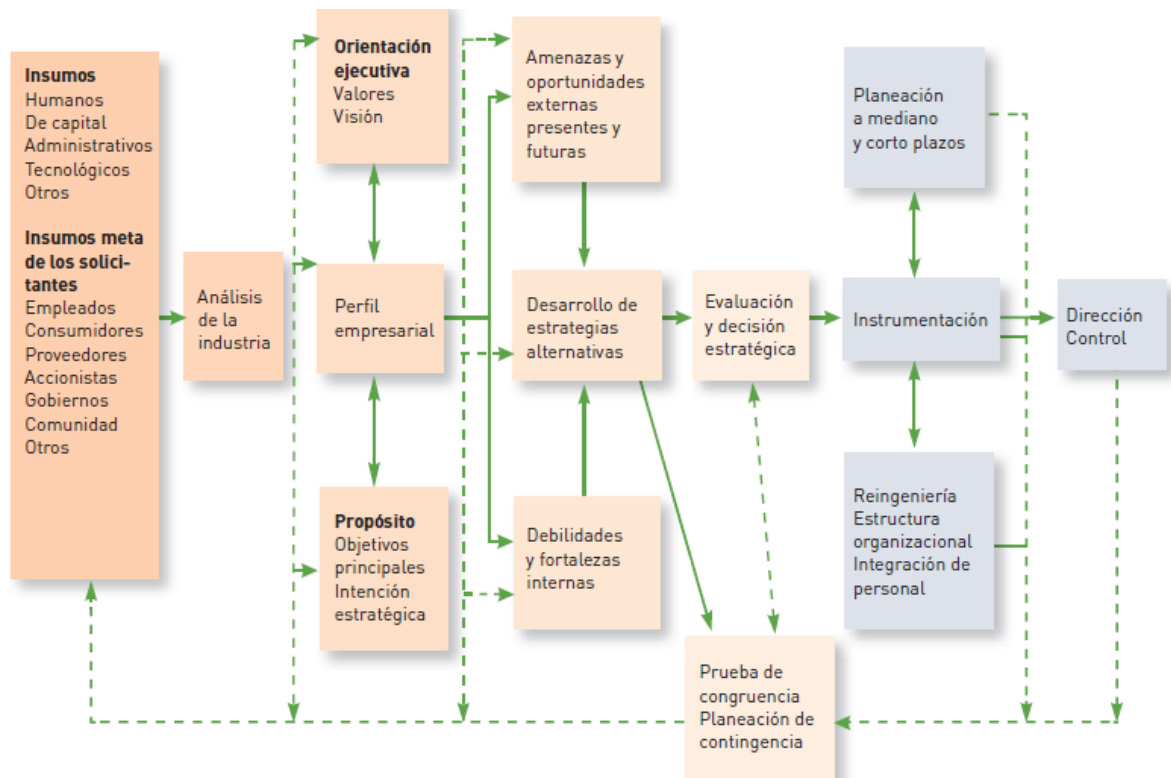 Insumos
Humanos
De capital
Administrativos
Tecnológicos
Otros
Insumos meta
de los solici-
tantes
Empleados
Consumidores
Proveedores
Accionistas
Gobiernos
Comunidad
Otros
Análisis
de la
industria
Orientación
ejecutiva
Valores
Visión
Perfil
empresarial
Propósito
Objetivos
principales
Intención
estratégica
Amenazas y
oportunidades
externas
presentes y
futuras
Desarrollo de
estrategias
alternativas
Debilidades
y fortalezas
internas
Evaluación
y decisión
estratégica
Prueba de
congruencia
Planeación de
contingencia
Planeación
a mediano
y corto plazos
Instrumentación
Reingeniería
Estructura
organizacional
Integración de
personal
Dirección
Control